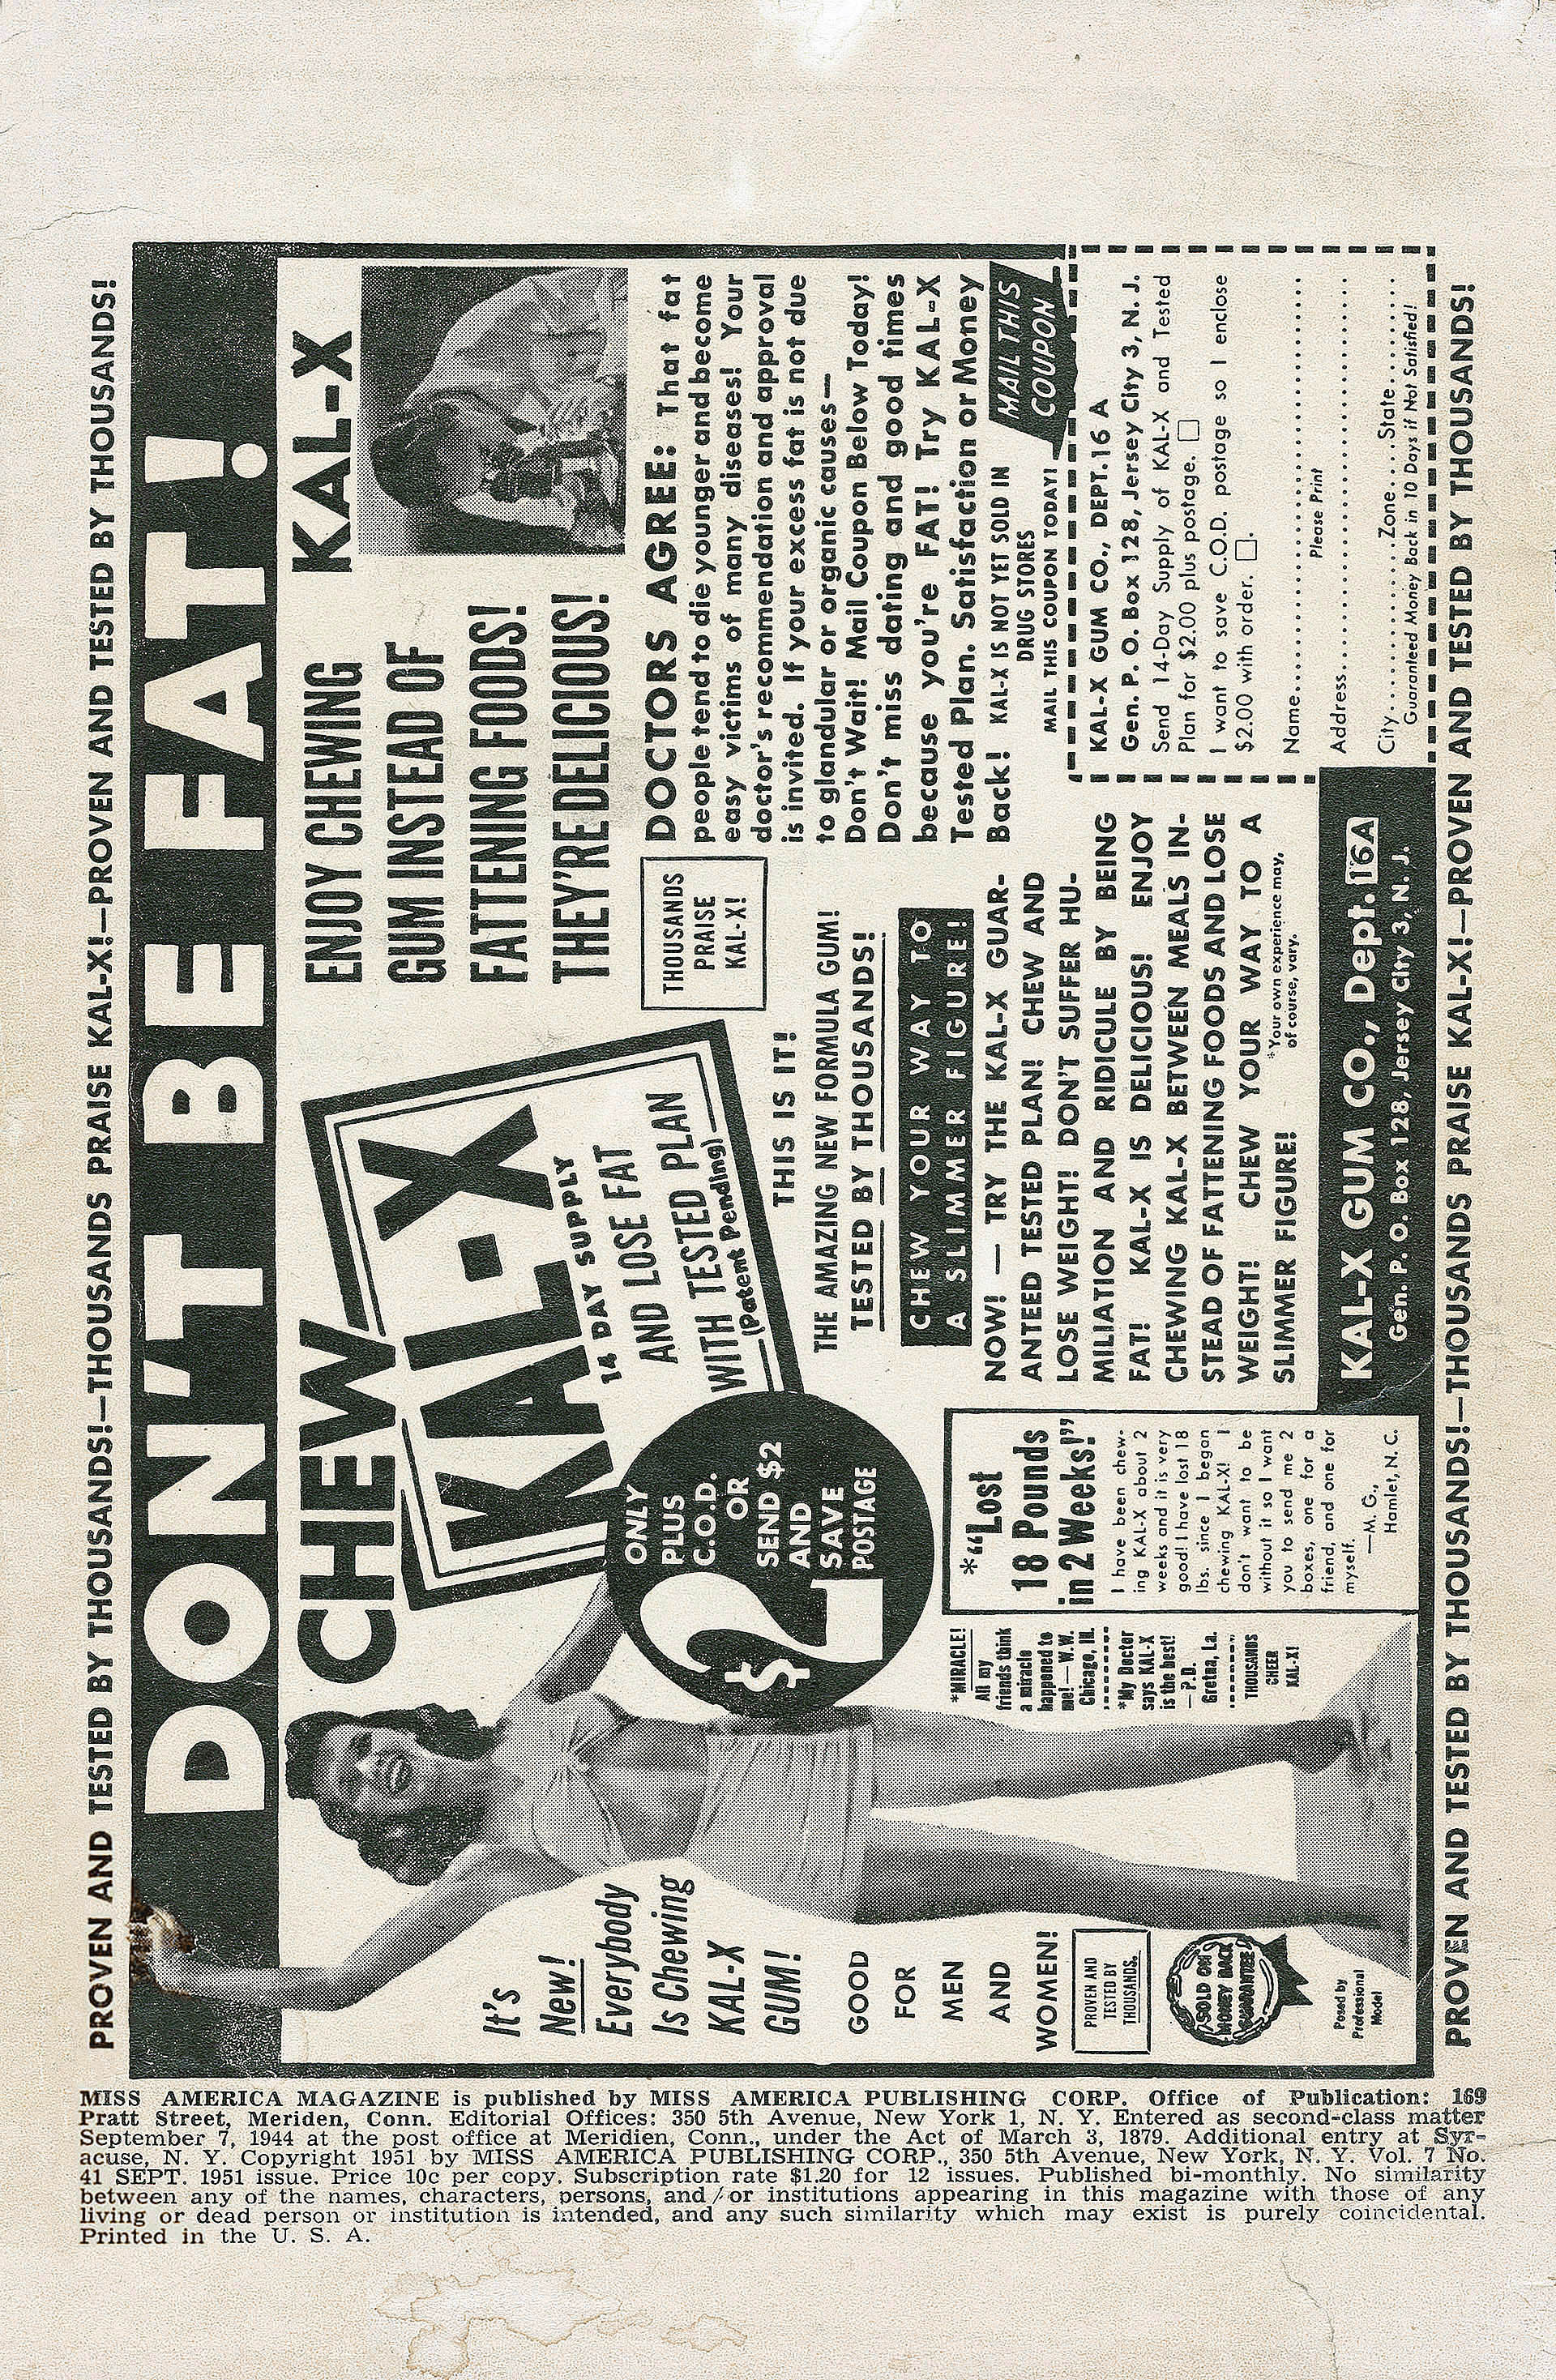 PROVEN AND TESTED BY THOUSANDS!—THOUSANDS PRAISE KAL-X!—PROVEN AND TESTED BY THOUSANDS!
DON'T BE FAT!
CHEW
KAL-X
14 DAY SUPPLY
AND LOSE FAT
WITH TESTED PLAN
(Patent Pending)
ENJOY CHEWING
GUM INSTEAD OF
FATTENING FOODS!
THEY'RE DELICIOUS!
KAL-X
It's
New!
Everybody
Is Chewing
KAL-X
GUM!
GOOD
FOR
MEN
AND
WOMEN!
PROVEN AND
TESTED BY
THOUSANDS.
SOLD ON
MONEY BACK
GUARANTEE
Posed by
Professional
Model
$2
ONLY
PLUS
C.O.D.
OR
SEND $2
AND
SAVE
POSTAGE
*MIRACLE!
All my
friends think
a miracle
happened to
me! — W.W.
Chicago, Ill.
*My Doctor
says KAL-X
is the best!
— P.D.
Gretna, La.
THOUSANDS
CHEER
KAL-X!
*"Lost
18 Pounds
in 2 Weeks!"
I have been chew-
ing KAL-X about 2
weeks and it is very
good! I have lost 18
lbs. since I began
chewing KAL-X! I
don't want to be
without it so I want
you to send me 2
boxes, one for a
friend, and one for
myself.
—M. G.,
Hamlet, N. C.
THIS IS IT!
THE AMAZING NEW FORMULA GUM!
TESTED BY THOUSANDS!
CHEW YOUR WAY TO
A SLIMMER FIGURE!
NOW! — TRY THE KAL-X GUAR-
ANTEED TESTED PLAN! CHEW AND
LOSE WEIGHT! DON'T SUFFER HU-
MILIATION AND RIDICULE BY BEING
FAT! KAL-X IS DELICIOUS! ENJOY
CHEWING KAL-X BETWEEN MEALS IN-
STEAD OF FATTENING FOODS AND LOSE
WEIGHT! CHEW YOUR WAY TO A
SLIMMER FIGURE!
*Your own experience may,
of course, vary.
KAL-X GUM CO., Dept. 16A
Gen. P. O. Box 128, Jersey City 3, N. J.
THOUSANDS
PRAISE
KAL-X!
DOCTORS AGREE: That fat
people tend to die younger and become
easy victims of many diseases! Your
doctor's recommendation and approval
is invited. If your excess fat is not due
to glandular or organic causes—
Don't Wait! Mail Coupon Below Today!
Don't miss dating and good times
because you're FAT! Try KAL-X
Tested Plan. Satisfaction or Money
Back!
KAL-X IS NOT YET SOLD IN
DRUG STORES
MAIL THIS COUPON TODAY!
MAIL THIS
COUPON
KAL-X GUM CO., DEPT.16 A
Gen. P. O. Box 128, Jersey City 3, N. J.
Send 14-Day Supply of KAL-X and Tested
Plan for $2.00 plus postage. □
I want to save C.O.D. postage so I enclose
$2.00 with order. □.
Name........................................
Please Print
Address.....................................
City..............Zone....State...........
Guaranteed Money Back in 10 Days if Not Satisfied!
PROVEN AND TESTED BY THOUSANDS!—THOUSANDS PRAISE KAL-X!—PROVEN AND TESTED BY THOUSANDS!
MISS AMERICA MAGAZINE is published by MISS AMERICA PUBLISHING CORP. Office of Publication: 169
Pratt Street, Meriden, Conn. Editorial Offices: 350 5th Avenue, New York 1, N. Y. Entered as second-class matter
September 7, 1944 at the post office at Meridien, Conn., under the Act of March 3, 1879. Additional entry at Syr-
acuse, N. Y. Copyright 1951 by MISS AMERICA PUBLISHING CORP., 350 5th Avenue, New York, N. Y. Vol. 7 No.
41 SEPT. 1951 issue. Price 10c per copy. Subscription rate $1.20 for 12 issues. Published bi-monthly. No similarity
between any of the names, characters, persons, and/or institutions appearing in this magazine with those of any
living or dead person or institution is intended, and any such similarity which may exist is purely coincidental.
Printed in the U. S. A.